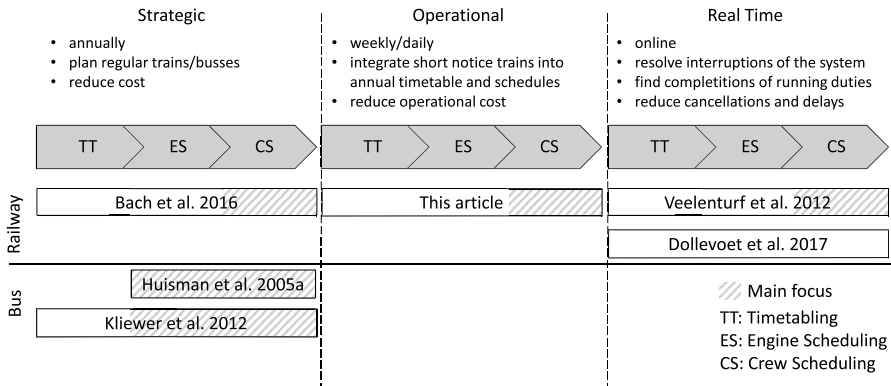 Strategic
• annually
• plan regular trains/busses
• reduce cost
Operational
• weekly/daily
• integrate short notice trains into
annual timetable and schedules
• reduce operational cost
Real Time
• online
• resolve interruptions of the system
• find completitions of running duties
• reduce cancellations and delays
TT ES CS TT ES CS TT ES CS
Railway
Bach et al. 2016
This article
Veelenturf et al. 2012
Dollevoet et al. 2017
Bus
Huisman et al. 2005a
Kliewer et al. 2012
Main focus
TT: Timetabling
ES: Engine Scheduling
CS: Crew Scheduling